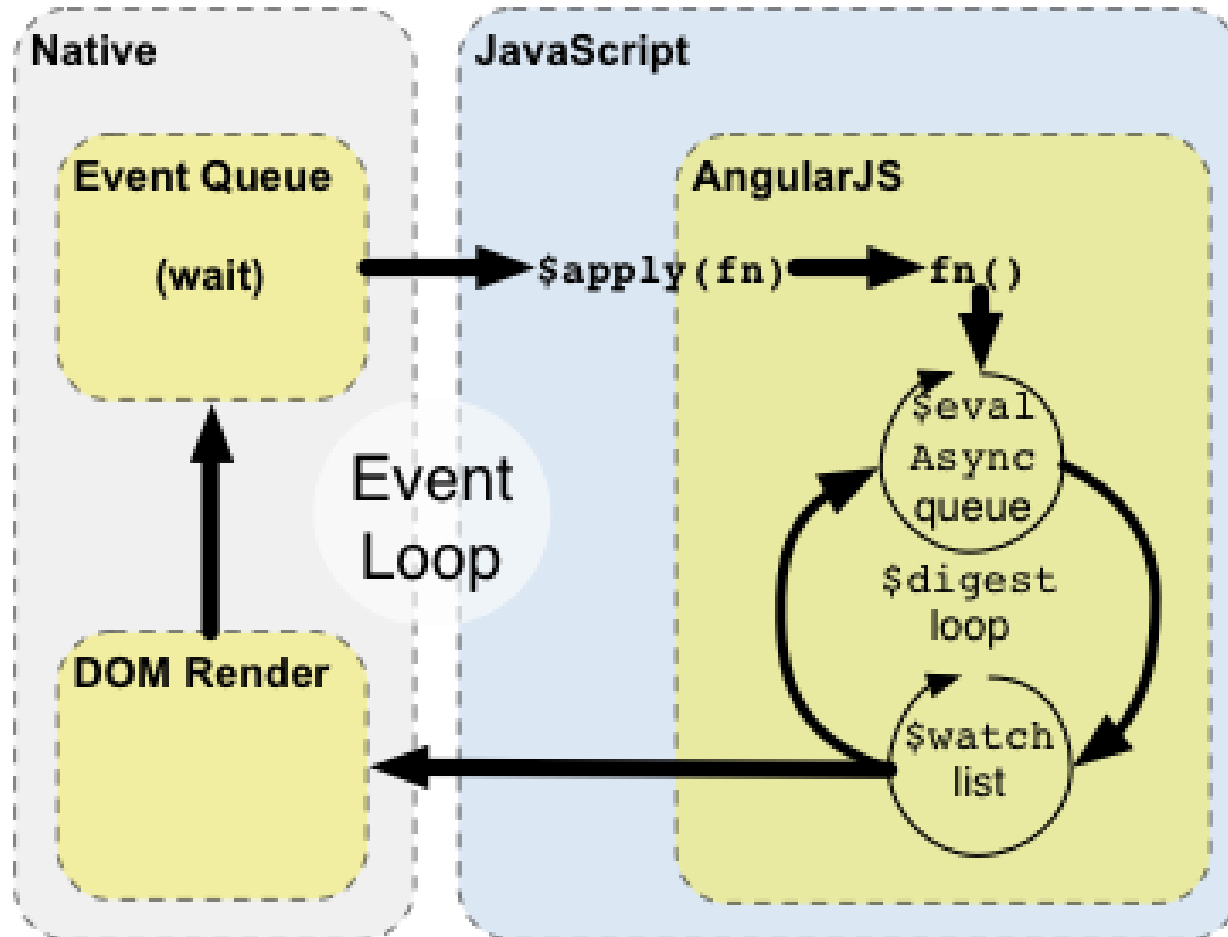 Native
JavaScript
Event Queue
(wait)
AngularJS
$apply(fn)
fn()
Event
Loop
$eval
Async
queue
$digest
loop
DOM Render
$watch
list